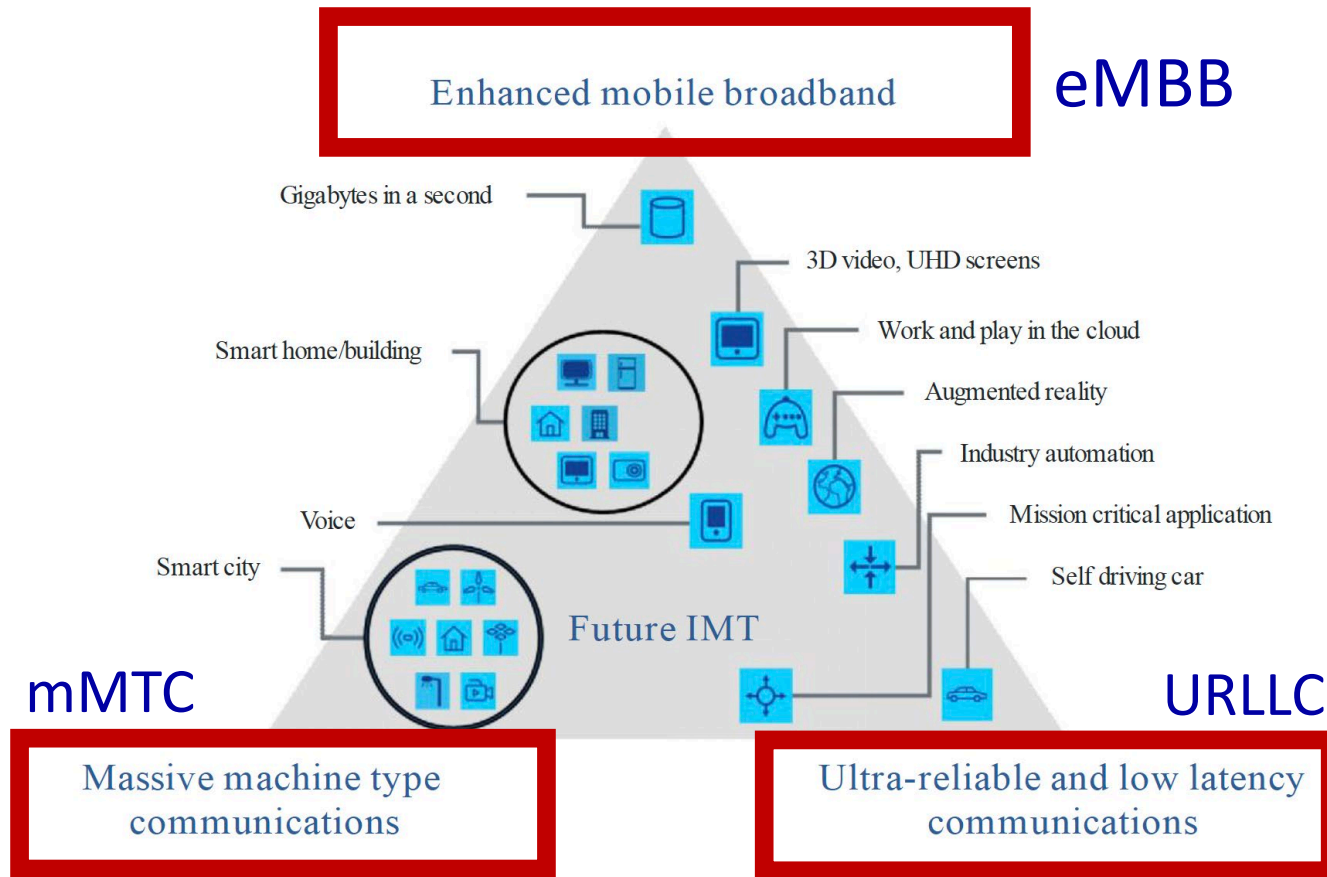 Enhanced mobile broadband
eMBB
Gigabytes in a second
3D video, UHD screens
Smart home/building
Work and play in the cloud
Augmented reality
Industry automation
Voice
Mission critical application
Smart city
Self driving car
Future IMT
mMTC
URLLC
Massive machine type
communications
Ultra-reliable and low latency
communications